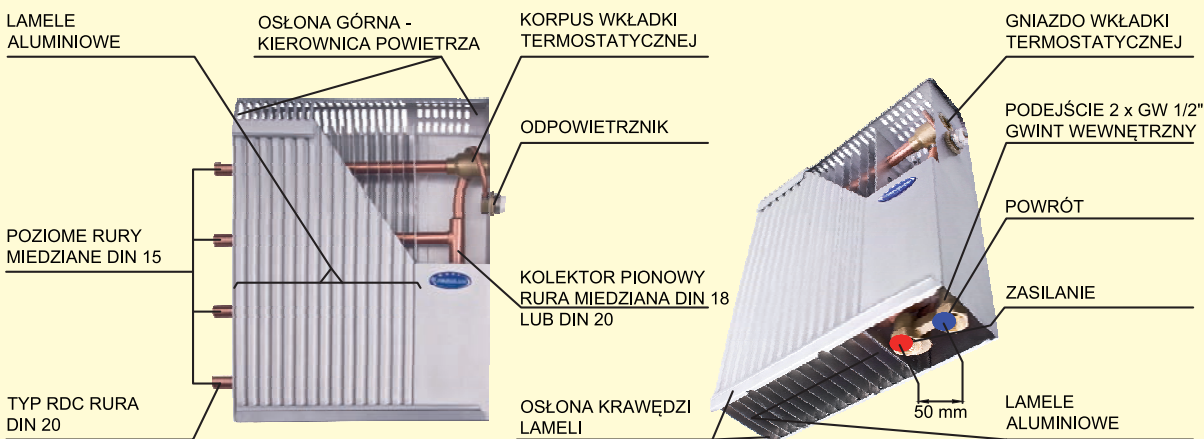 LAMELE
ALUMINIOWE
OSŁONA GÓRNA -
KIEROWNICA POWIETRZA
KORPUS WKŁADKI
TERMOSTATYCZNEJ
ODPOWIETRZNIK
POZIOME RURY
MIEDZIANE DIN 15
KOLEKTOR PIONOWY
RURA MIEDZIANA DIN 18
LUB DIN 20
TYP RDC RURA
DIN 20
GNIAZDO WKŁADKI
TERMOSTATYCZNEJ
PODEJŚCIE 2 x GW 1/2"
GWINT WEWNĘTRZNY
POWRÓT
ZASILANIE
50 mm
OSŁONA KRAWĘDZI
LAMELI
LAMELE
ALUMINIOWE